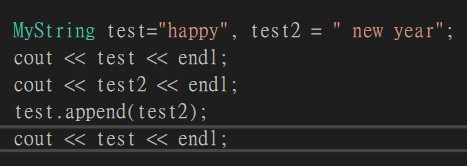 MyString test="happy", test2 = " new year";
cout << test << endl;
cout << test2 << endl;
test.append(test2);
cout << test << endl;